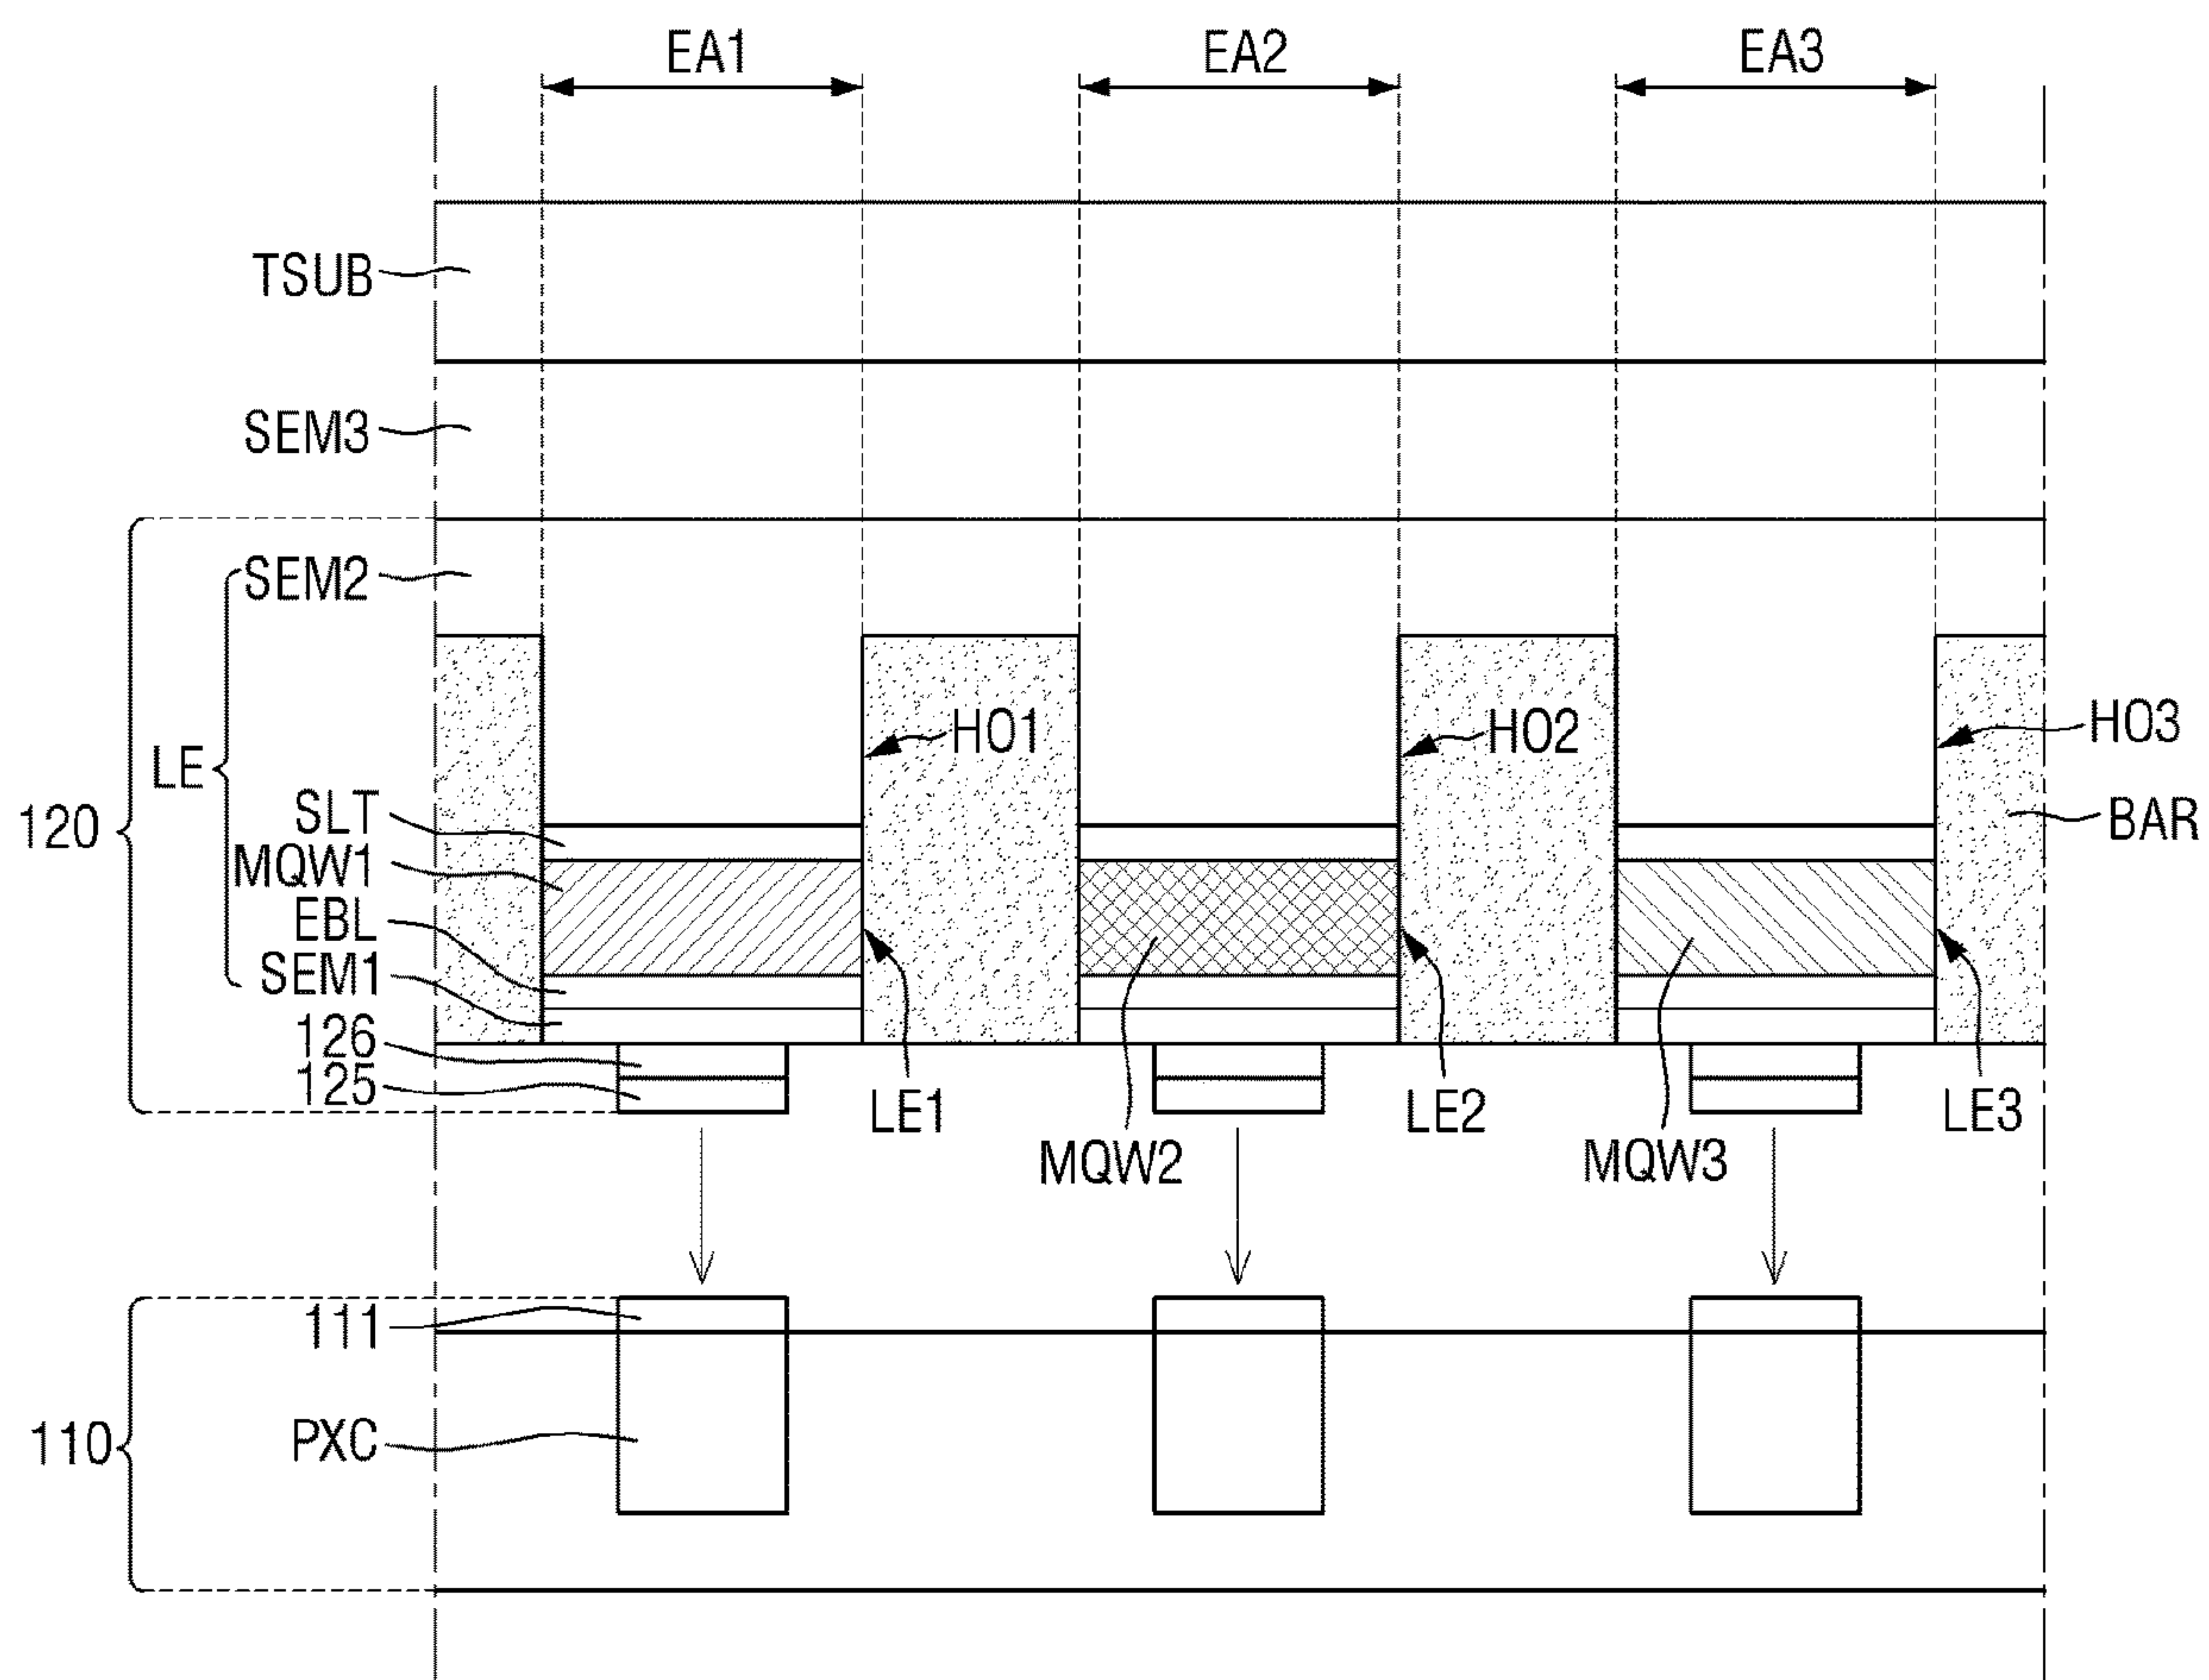 EA1 EA2 EA3
TSUB
SEM3
SEM2
LE
HO1 HO2 HO3
SLT
120
BAR
MQW1
EBL
SEM1
126
125
LE1 LE2 LE3
MQW2 MQW3
111
110
PXC